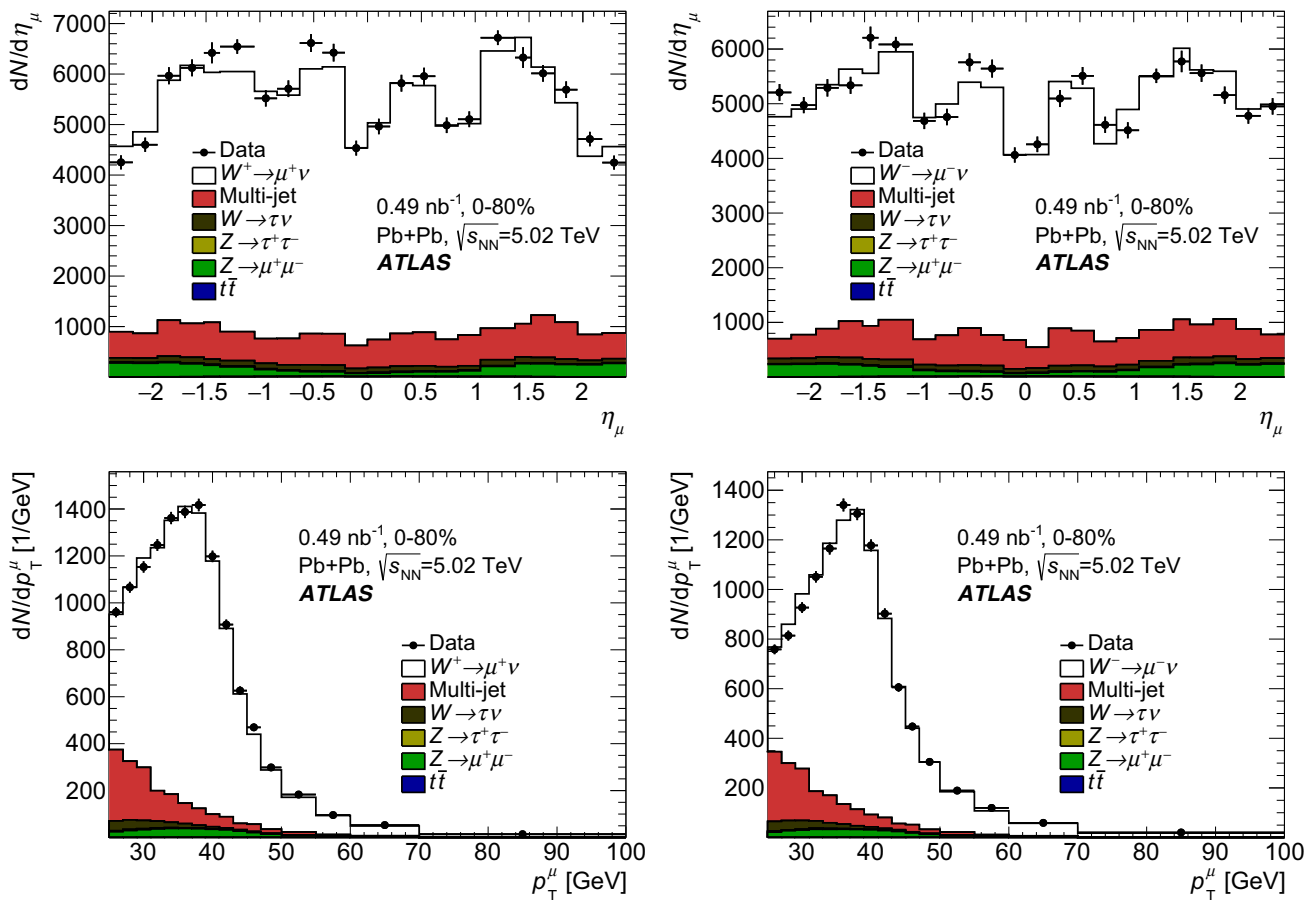 dN/dη_μ
7000
6000
5000
4000
3000
2000
1000
Data
W⁺→μ⁺ν
Multi-jet
W→τν
Z→τ⁺τ⁻
Z→μ⁺μ⁻
tt̄
0.49 nb⁻¹, 0-80%
Pb+Pb, √s_NN=5.02 TeV
ATLAS
−2 −1.5 −1 −0.5 0 0.5 1 1.5 2
η_μ
dN/dη_μ
6000
5000
4000
3000
2000
1000
Data
W⁻→μ⁻ν
Multi-jet
W→τν
Z→τ⁺τ⁻
Z→μ⁺μ⁻
tt̄
0.49 nb⁻¹, 0-80%
Pb+Pb, √s_NN=5.02 TeV
ATLAS
−2 −1.5 −1 −0.5 0 0.5 1 1.5 2
η_μ
dN/dp_T^μ [1/GeV]
1400
1200
1000
800
600
400
200
0.49 nb⁻¹, 0-80%
Pb+Pb, √s_NN=5.02 TeV
ATLAS
Data
W⁺→μ⁺ν
Multi-jet
W→τν
Z→τ⁺τ⁻
Z→μ⁺μ⁻
tt̄
30 40 50 60 70 80 90 100
p_T^μ [GeV]
dN/dp_T^μ [1/GeV]
1400
1200
1000
800
600
400
200
0.49 nb⁻¹, 0-80%
Pb+Pb, √s_NN=5.02 TeV
ATLAS
Data
W⁻→μ⁻ν
Multi-jet
W→τν
Z→τ⁺τ⁻
Z→μ⁺μ⁻
tt̄
30 40 50 60 70 80 90 100
p_T^μ [GeV]